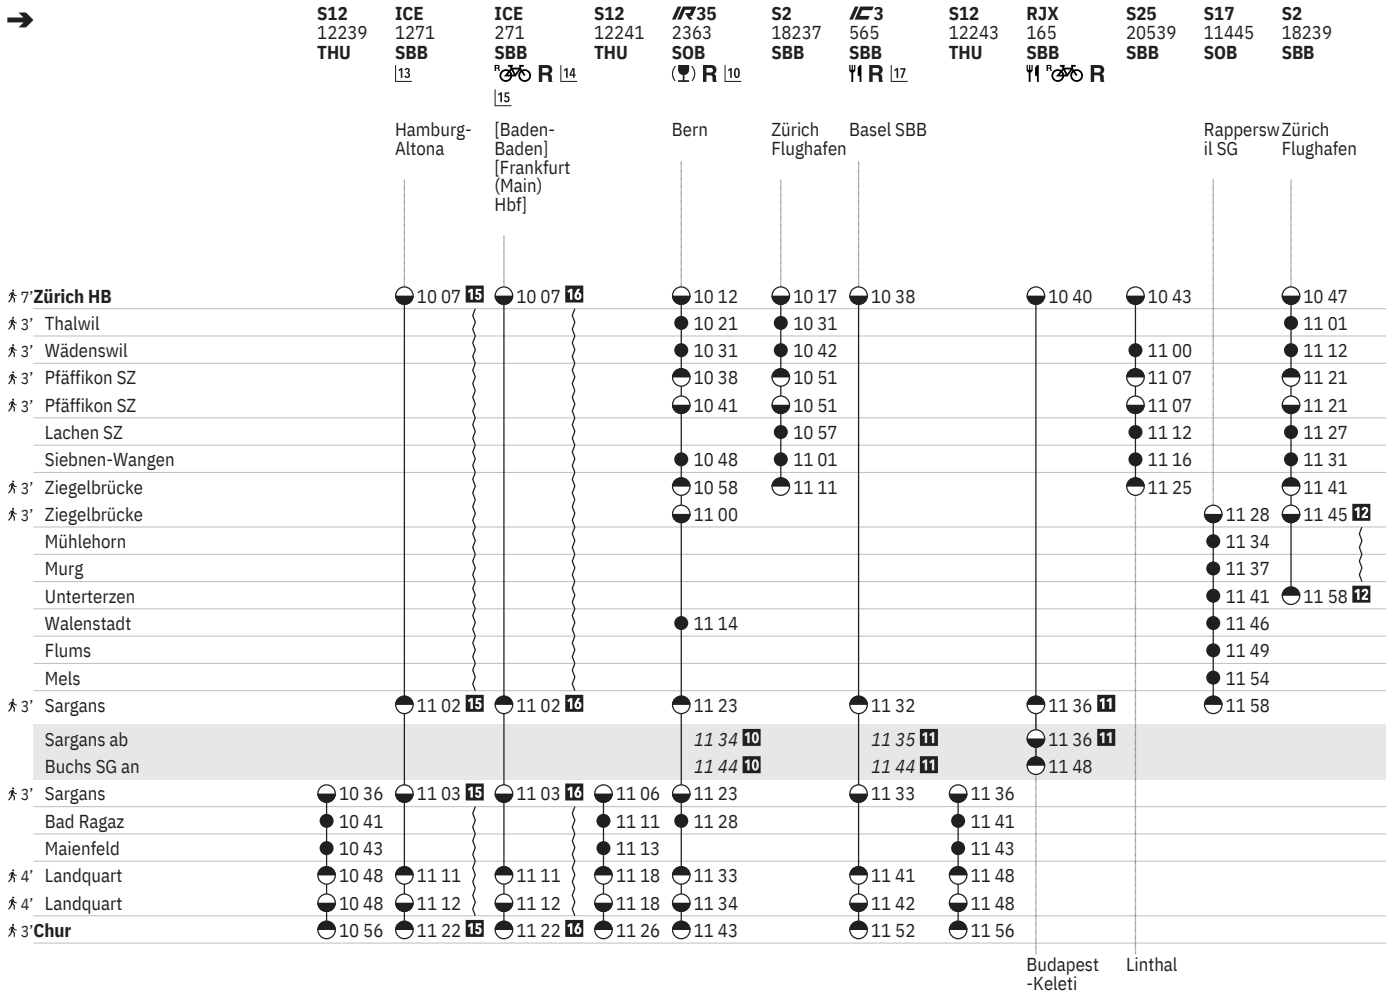 S12 ICE ICE S12 IR35 S2 IC3 S12 RJX S25 S17 S2
12239 1271 271 12241 2363 18237 565 12243 165 20539 11445 18239
THU SBB SBB THU SOB SBB SBB THU SBB SBB SOB SBB
13 R R 14 R 10 R 17 R R
15
Hamburg- [Baden- Bern Zürich Basel SBB Rappersw Zürich
Altona Baden] Flughafen il SG Flughafen
[Frankfurt
(Main)
Hbf]
7' Zürich HB 10 07 15 10 07 16 10 12 10 17 10 38 10 40 10 43 10 47
3' Thalwil 10 21 10 31 11 01
3' Wädenswil 10 31 10 42 11 00 11 12
3' Pfäffikon SZ 10 38 10 51 11 07 11 21
3' Pfäffikon SZ 10 41 10 51 11 07 11 21
Lachen SZ 10 57 11 12 11 27
Siebnen-Wangen 10 48 11 01 11 16 11 31
3' Ziegelbrücke 10 58 11 11 11 25 11 41
3' Ziegelbrücke 11 00 11 28 11 45 12
Mühlehorn 11 34
Murg 11 37
Unterterzen 11 41 11 58 12
Walenstadt 11 14 11 46
Flums 11 49
Mels 11 54
3' Sargans 11 02 15 11 02 16 11 23 11 32 11 36 11 11 58
Sargans ab 11 34 10 11 35 11 11 36 11
Buchs SG an 11 44 10 11 44 11 11 48
3' Sargans 10 36 11 03 15 11 03 16 11 06 11 23 11 33 11 36
Bad Ragaz 10 41 11 11 11 28 11 41
Maienfeld 10 43 11 13 11 43
4' Landquart 10 48 11 11 11 11 11 18 11 33 11 41 11 48
4' Landquart 10 48 11 12 11 12 11 18 11 34 11 42 11 48
3' Chur 10 56 11 22 15 11 22 16 11 26 11 43 11 52 11 56
Budapest Linthal
-Keleti